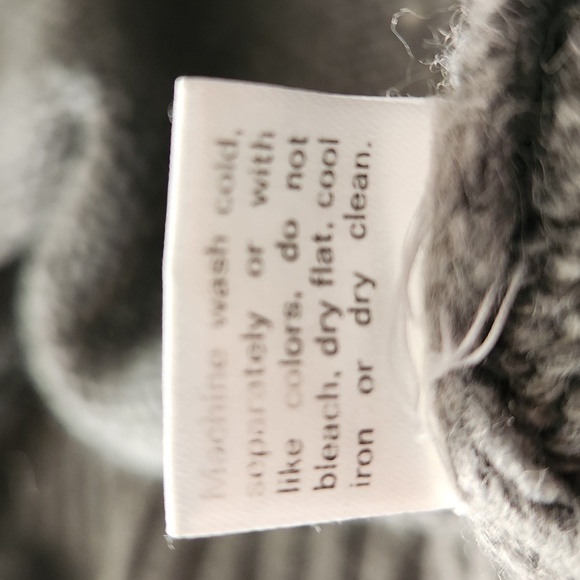 Machine wash cold,
separately or with
like colors, do not
bleach, dry flat, cool
iron or dry clean.